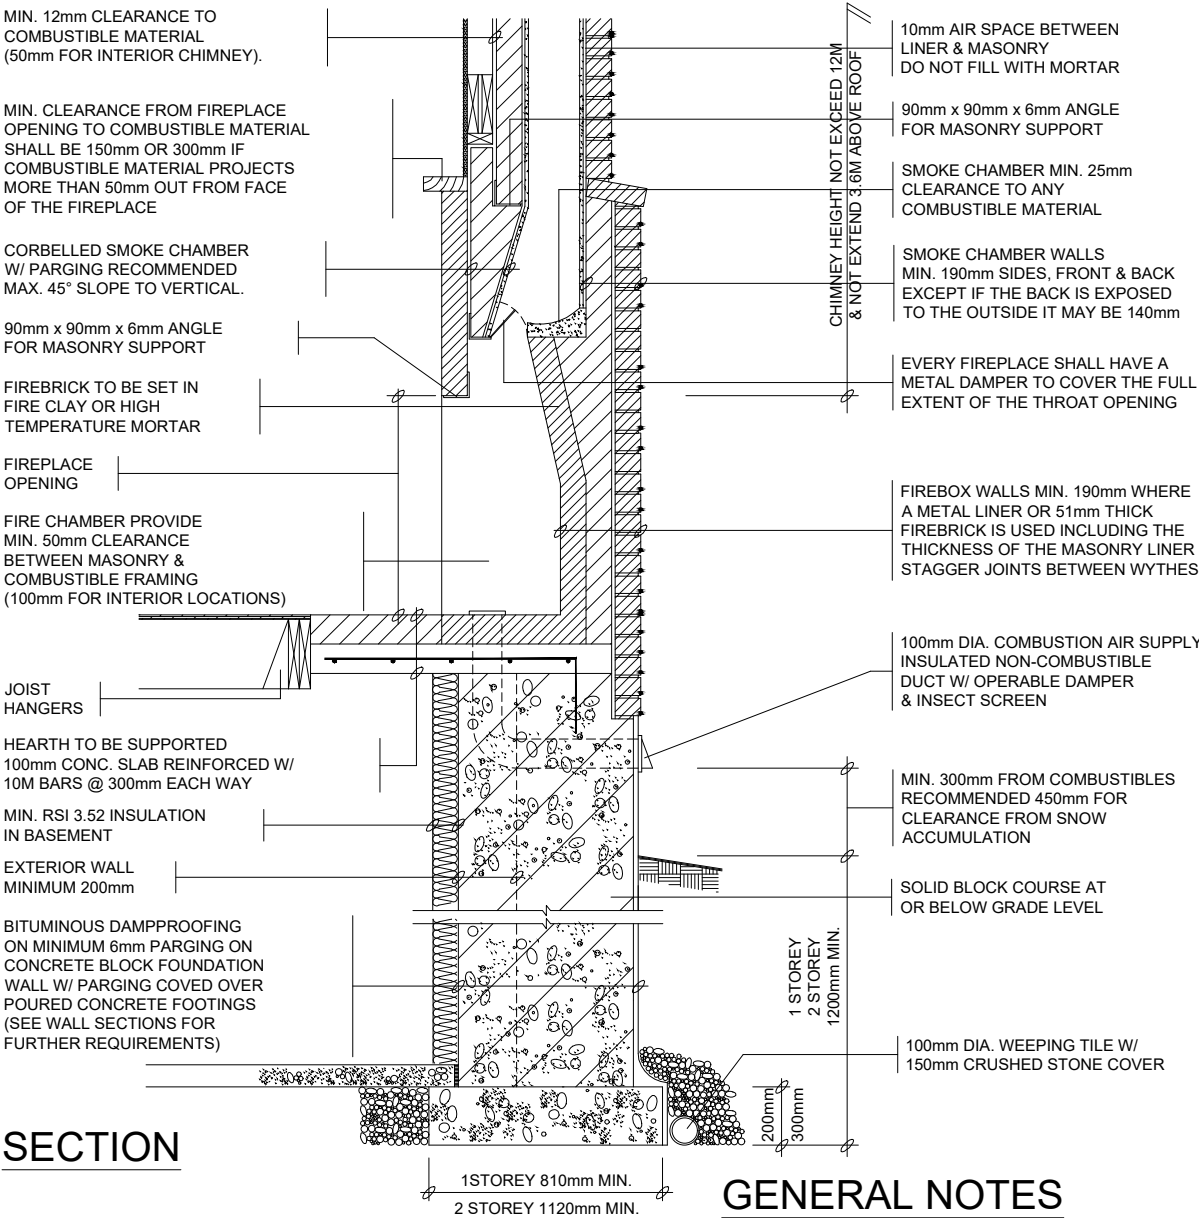 MIN. 12mm CLEARANCE TO
COMBUSTIBLE MATERIAL
(50mm FOR INTERIOR CHIMNEY).
MIN. CLEARANCE FROM FIREPLACE
OPENING TO COMBUSTIBLE MATERIAL
SHALL BE 150mm OR 300mm IF
COMBUSTIBLE MATERIAL PROJECTS
MORE THAN 50mm OUT FROM FACE
OF THE FIREPLACE
CORBELLED SMOKE CHAMBER
W/ PARGING RECOMMENDED
MAX. 45° SLOPE TO VERTICAL.
90mm x 90mm x 6mm ANGLE
FOR MASONRY SUPPORT
FIREBRICK TO BE SET IN
FIRE CLAY OR HIGH
TEMPERATURE MORTAR
FIREPLACE
OPENING
FIRE CHAMBER PROVIDE
MIN. 50mm CLEARANCE
BETWEEN MASONRY &
COMBUSTIBLE FRAMING
(100mm FOR INTERIOR LOCATIONS)
JOIST
HANGERS
HEARTH TO BE SUPPORTED
100mm CONC. SLAB REINFORCED W/
10M BARS @ 300mm EACH WAY
MIN. RSI 3.52 INSULATION
IN BASEMENT
EXTERIOR WALL
MINIMUM 200mm
BITUMINOUS DAMPPROOFING
ON MINIMUM 6mm PARGING ON
CONCRETE BLOCK FOUNDATION
WALL W/ PARGING COVED OVER
POURED CONCRETE FOOTINGS
(SEE WALL SECTIONS FOR
FURTHER REQUIREMENTS)
CHIMNEY HEIGHT NOT EXCEED 12M
& NOT EXTEND 3.6M ABOVE ROOF
10mm AIR SPACE BETWEEN
LINER & MASONRY
DO NOT FILL WITH MORTAR
90mm x 90mm x 6mm ANGLE
FOR MASONRY SUPPORT
SMOKE CHAMBER MIN. 25mm
CLEARANCE TO ANY
COMBUSTIBLE MATERIAL
SMOKE CHAMBER WALLS
MIN. 190mm SIDES, FRONT & BACK
EXCEPT IF THE BACK IS EXPOSED
TO THE OUTSIDE IT MAY BE 140mm
EVERY FIREPLACE SHALL HAVE A
METAL DAMPER TO COVER THE FULL
EXTENT OF THE THROAT OPENING
FIREBOX WALLS MIN. 190mm WHERE
A METAL LINER OR 51mm THICK
FIREBRICK IS USED INCLUDING THE
THICKNESS OF THE MASONRY LINER
STAGGER JOINTS BETWEEN WYTHES
100mm DIA. COMBUSTION AIR SUPPLY
INSULATED NON-COMBUSTIBLE
DUCT W/ OPERABLE DAMPER
& INSECT SCREEN
MIN. 300mm FROM COMBUSTIBLES
RECOMMENDED 450mm FOR
CLEARANCE FROM SNOW
ACCUMULATION
SOLID BLOCK COURSE AT
OR BELOW GRADE LEVEL
1 STOREY
2 STOREY
1200mm MIN.
100mm DIA. WEEPING TILE W/
150mm CRUSHED STONE COVER
200mm
300mm
SECTION
1STOREY 810mm MIN.
2 STOREY 1120mm MIN.
GENERAL NOTES